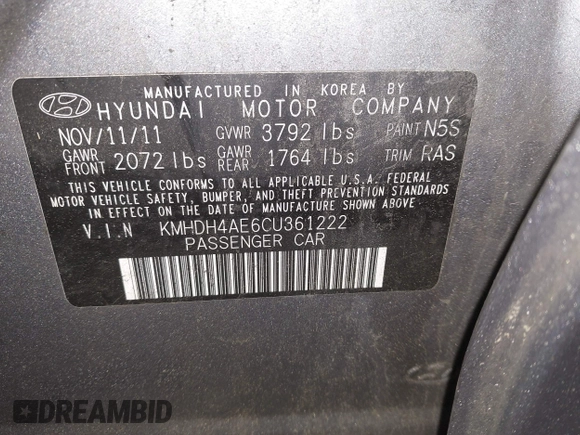 MANUFACTURED IN KOREA BY
HYUNDAI MOTOR COMPANY
NOV/11/11 GVWR 3792 lbs PAINT N5S
GAWR FRONT 2072 lbs GAWR REAR 1764 lbs TRIM RAS
THIS VEHICLE CONFORMS TO ALL APPLICABLE U.S.A. FEDERAL
MOTOR VEHICLE SAFETY, BUMPER, AND THEFT PREVENTION STANDARDS
IN EFFECT ON THE DATE OF MANUFACTURE SHOWN ABOVE.
V.I.N KMHDH4AE6CU361222
PASSENGER CAR
DREAMBID